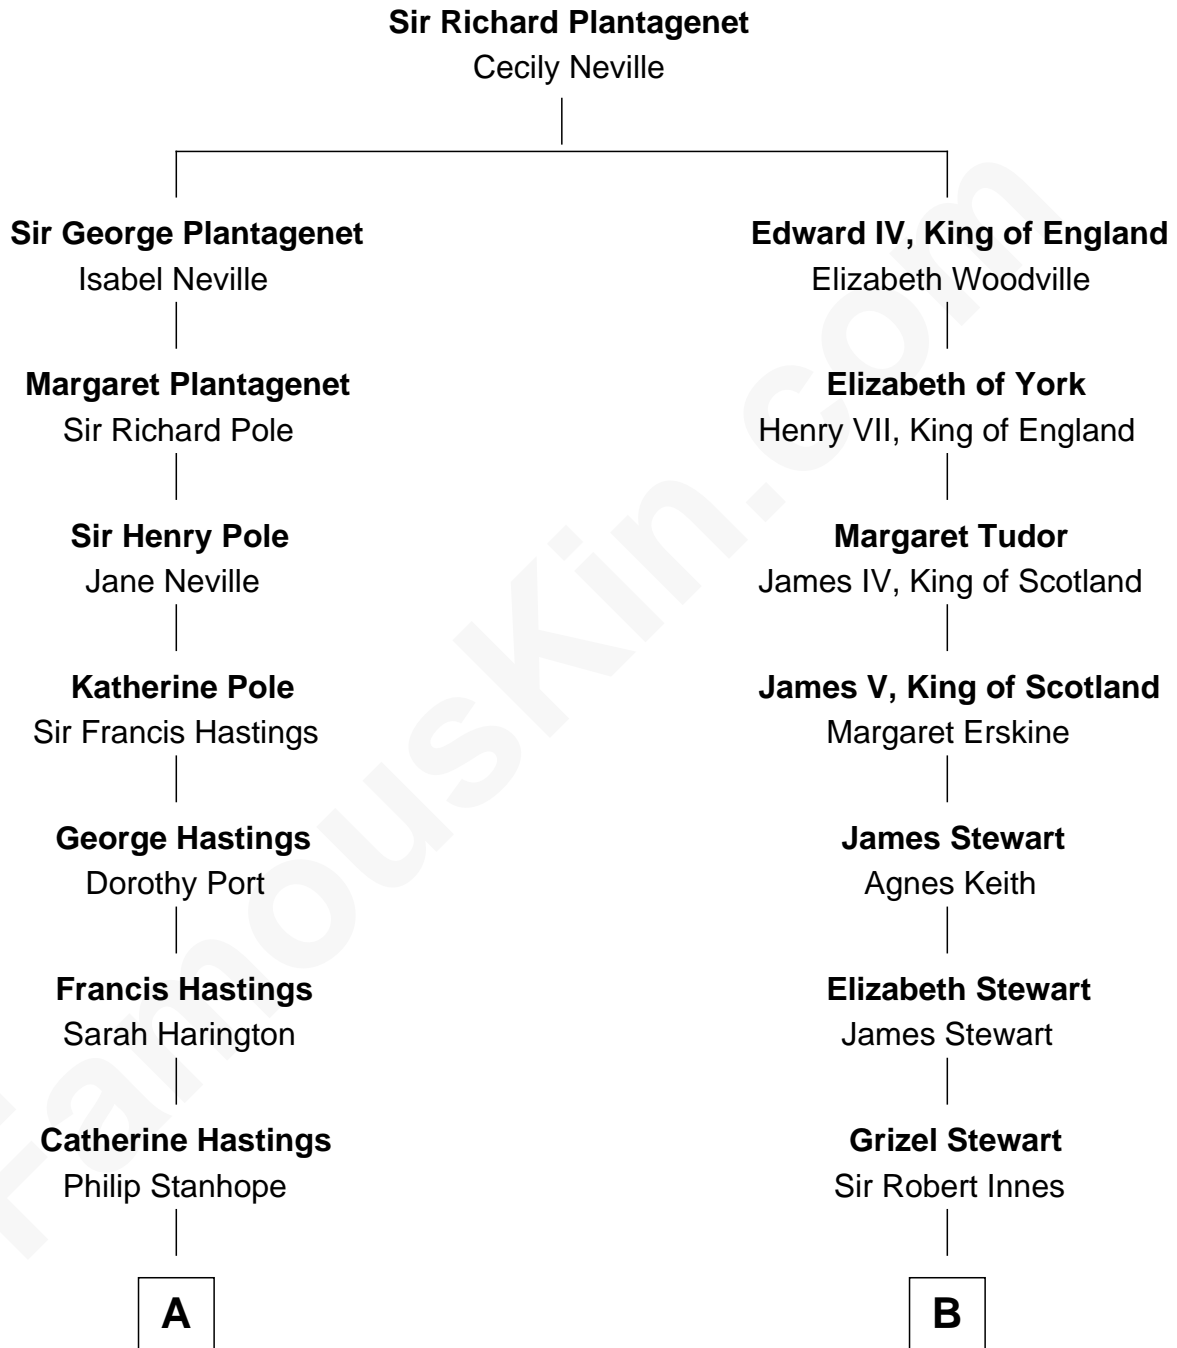 Sir Richard Plantagenet
Cecily Neville
Sir George Plantagenet
Isabel Neville
Edward IV, King of England
Elizabeth Woodville
Margaret Plantagenet
Sir Richard Pole
Elizabeth of York
Henry VII, King of England
Sir Henry Pole
Jane Neville
Margaret Tudor
James IV, King of Scotland
Katherine Pole
Sir Francis Hastings
James V, King of Scotland
Margaret Erskine
George Hastings
Dorothy Port
James Stewart
Agnes Keith
Francis Hastings
Sarah Harington
Elizabeth Stewart
James Stewart
Catherine Hastings
Philip Stanhope
Grizel Stewart
Sir Robert Innes
A
B
FamousKin.com